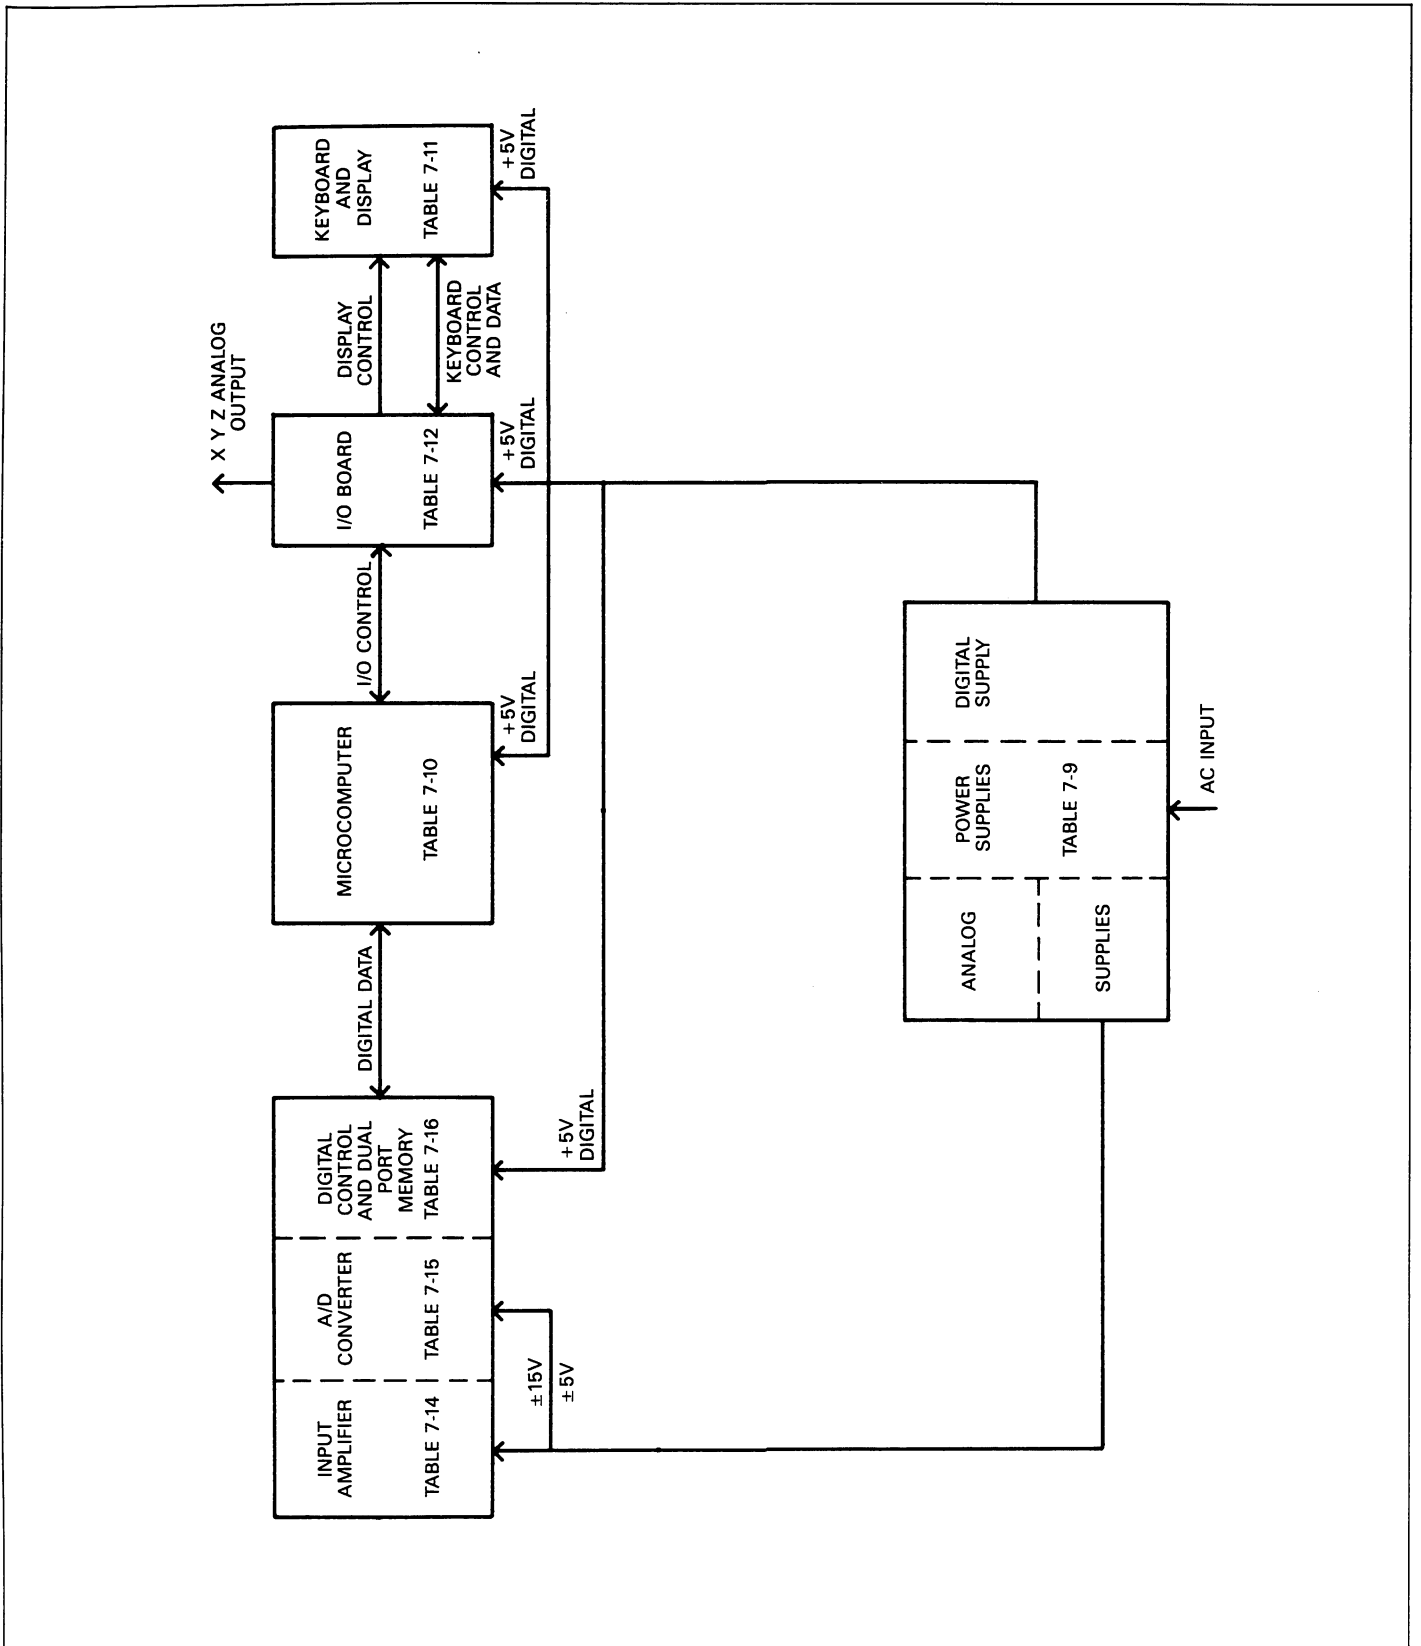 INPUT
AMPLIFIER
TABLE 7-14
A/D
CONVERTER
TABLE 7-15
DIGITAL
CONTROL
AND DUAL
PORT
MEMORY
TABLE 7-16
DIGITAL DATA
MICROCOMPUTER
TABLE 7-10
I/O CONTROL
X Y Z ANALOG
OUTPUT
I/O BOARD
TABLE 7-12
DISPLAY
CONTROL
KEYBOARD
CONTROL
AND DATA
KEYBOARD
AND
DISPLAY
TABLE 7-11
±15V
±5V
+5V
DIGITAL
+5V
DIGITAL
+5V
DIGITAL
+5V
DIGITAL
ANALOG
SUPPLIES
POWER
SUPPLIES
TABLE 7-9
DIGITAL
SUPPLY
AC INPUT